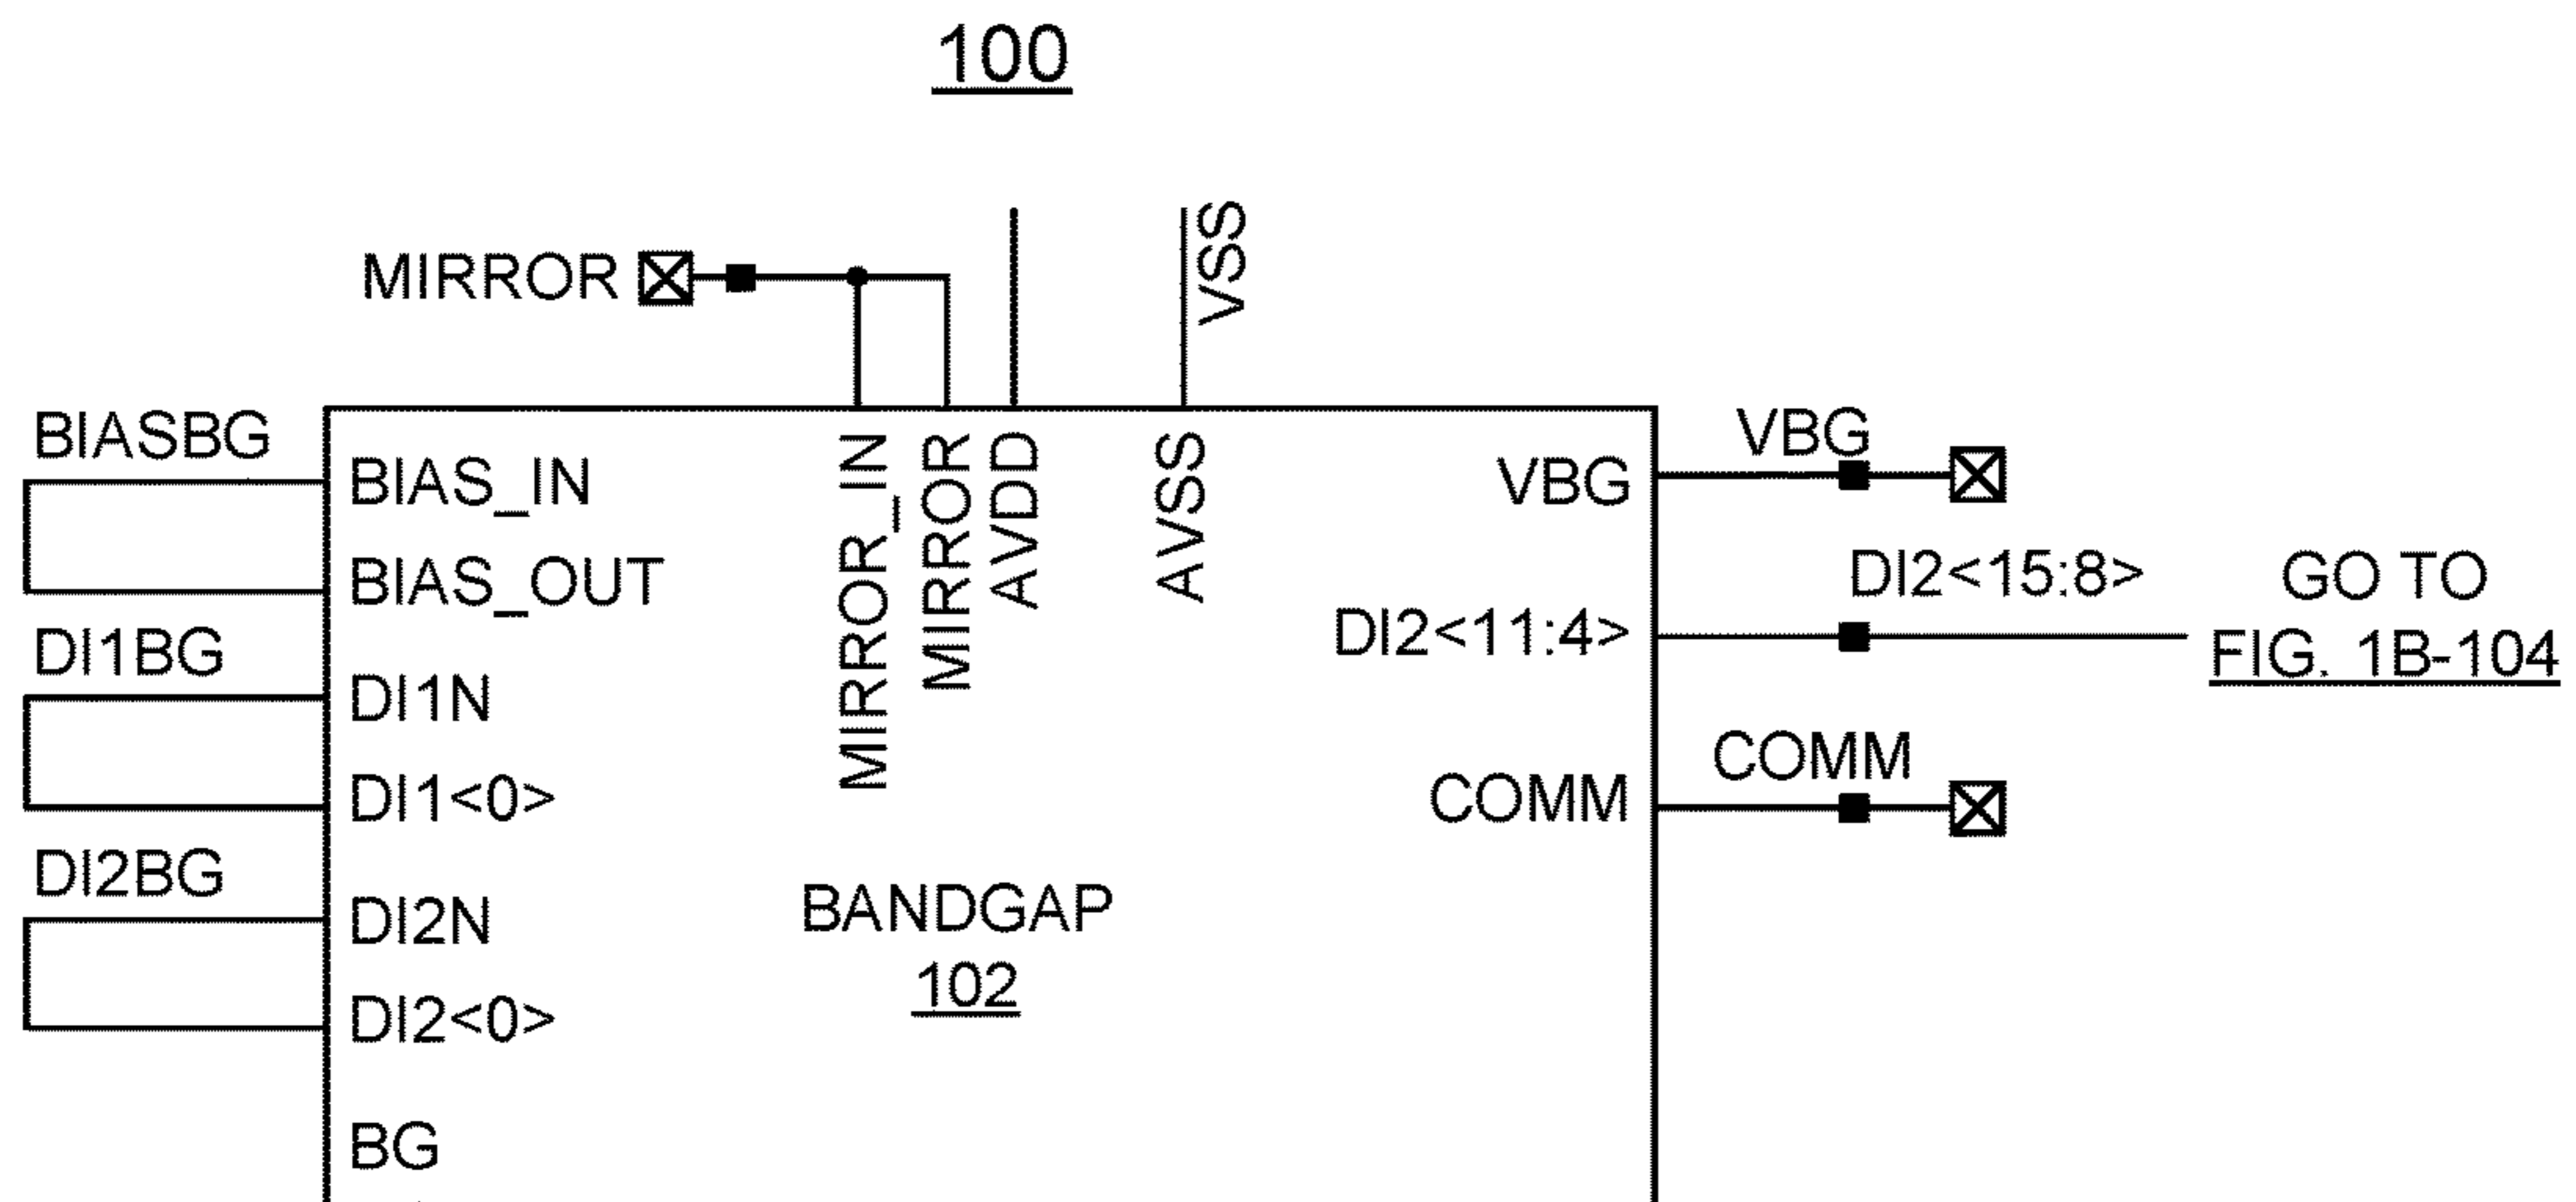 100
MIRROR
VSS
BIASBG
BIAS_IN
BIAS_OUT
DI1BG
DI1N
DI1<0>
DI2BG
DI2N
DI2<0>
BG
MIRROR_IN
MIRROR
AVDD
AVSS
BANDGAP
102
VBG
VBG
DI2<11:4>
DI2<15:8>
GO TO
FIG. 1B-104
COMM
COMM